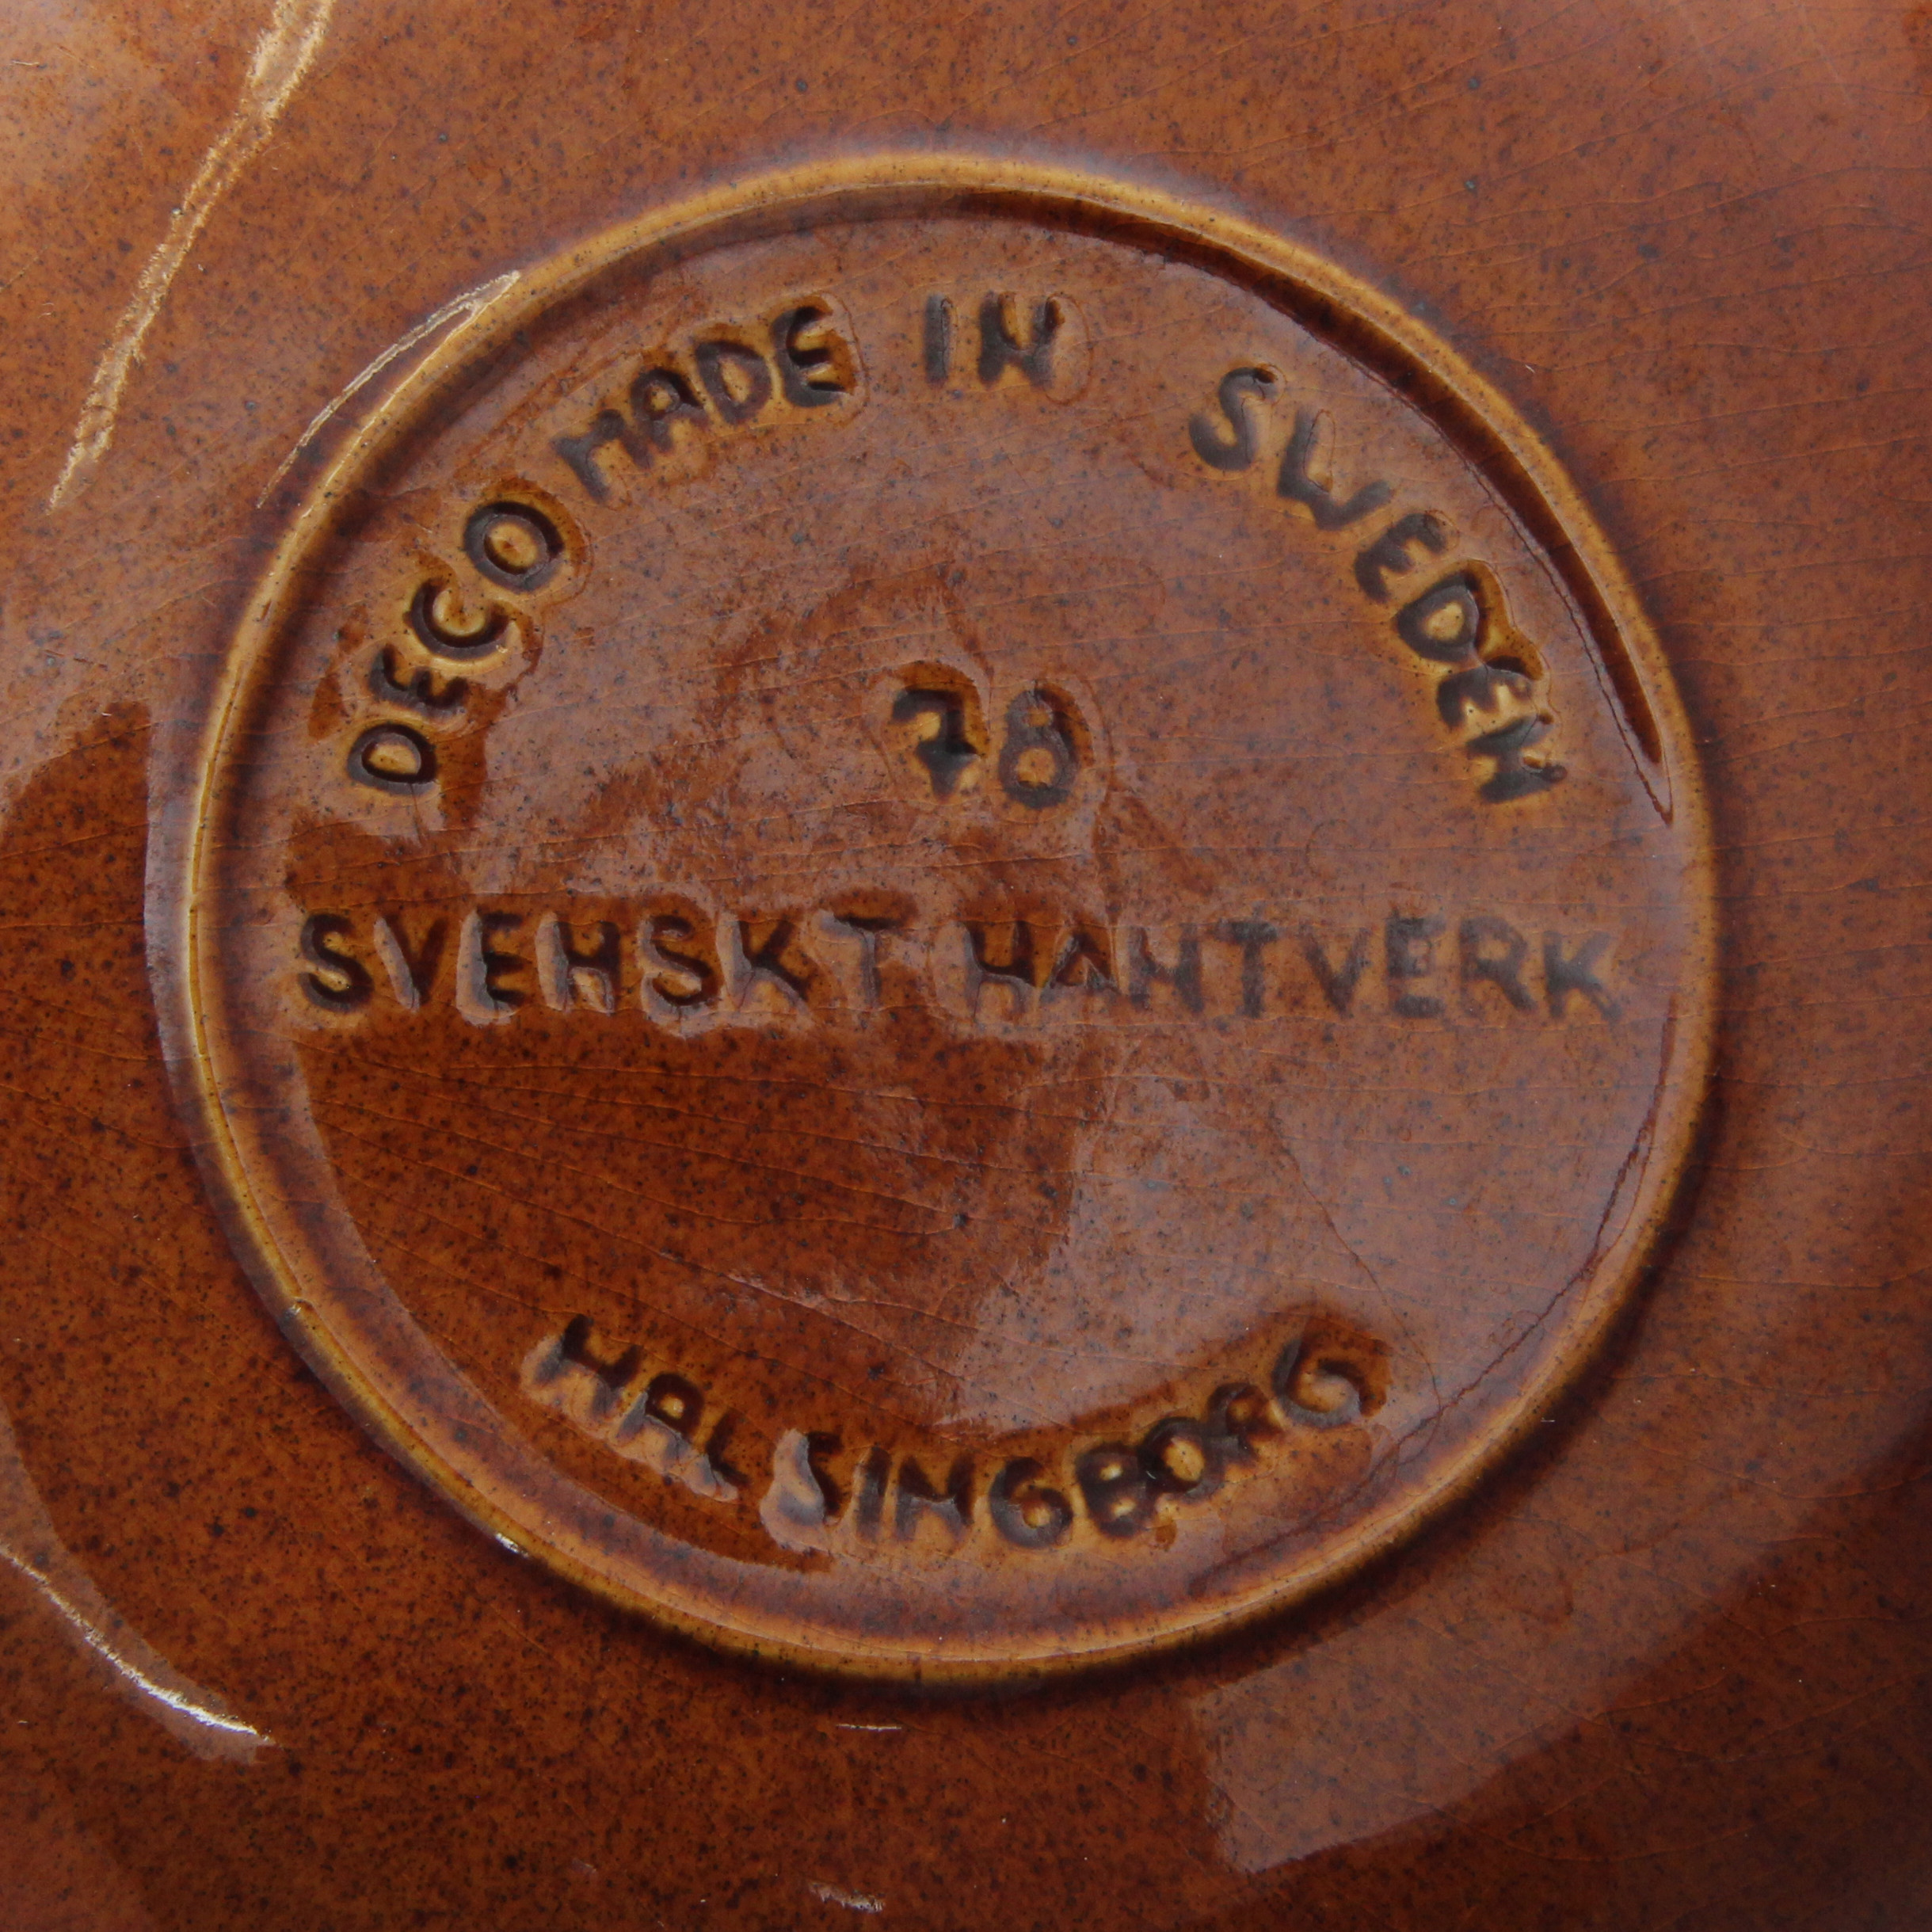 DECO MADE IN SWEDEN
78
SVENSKT HANTVERK
HALSINGBORG